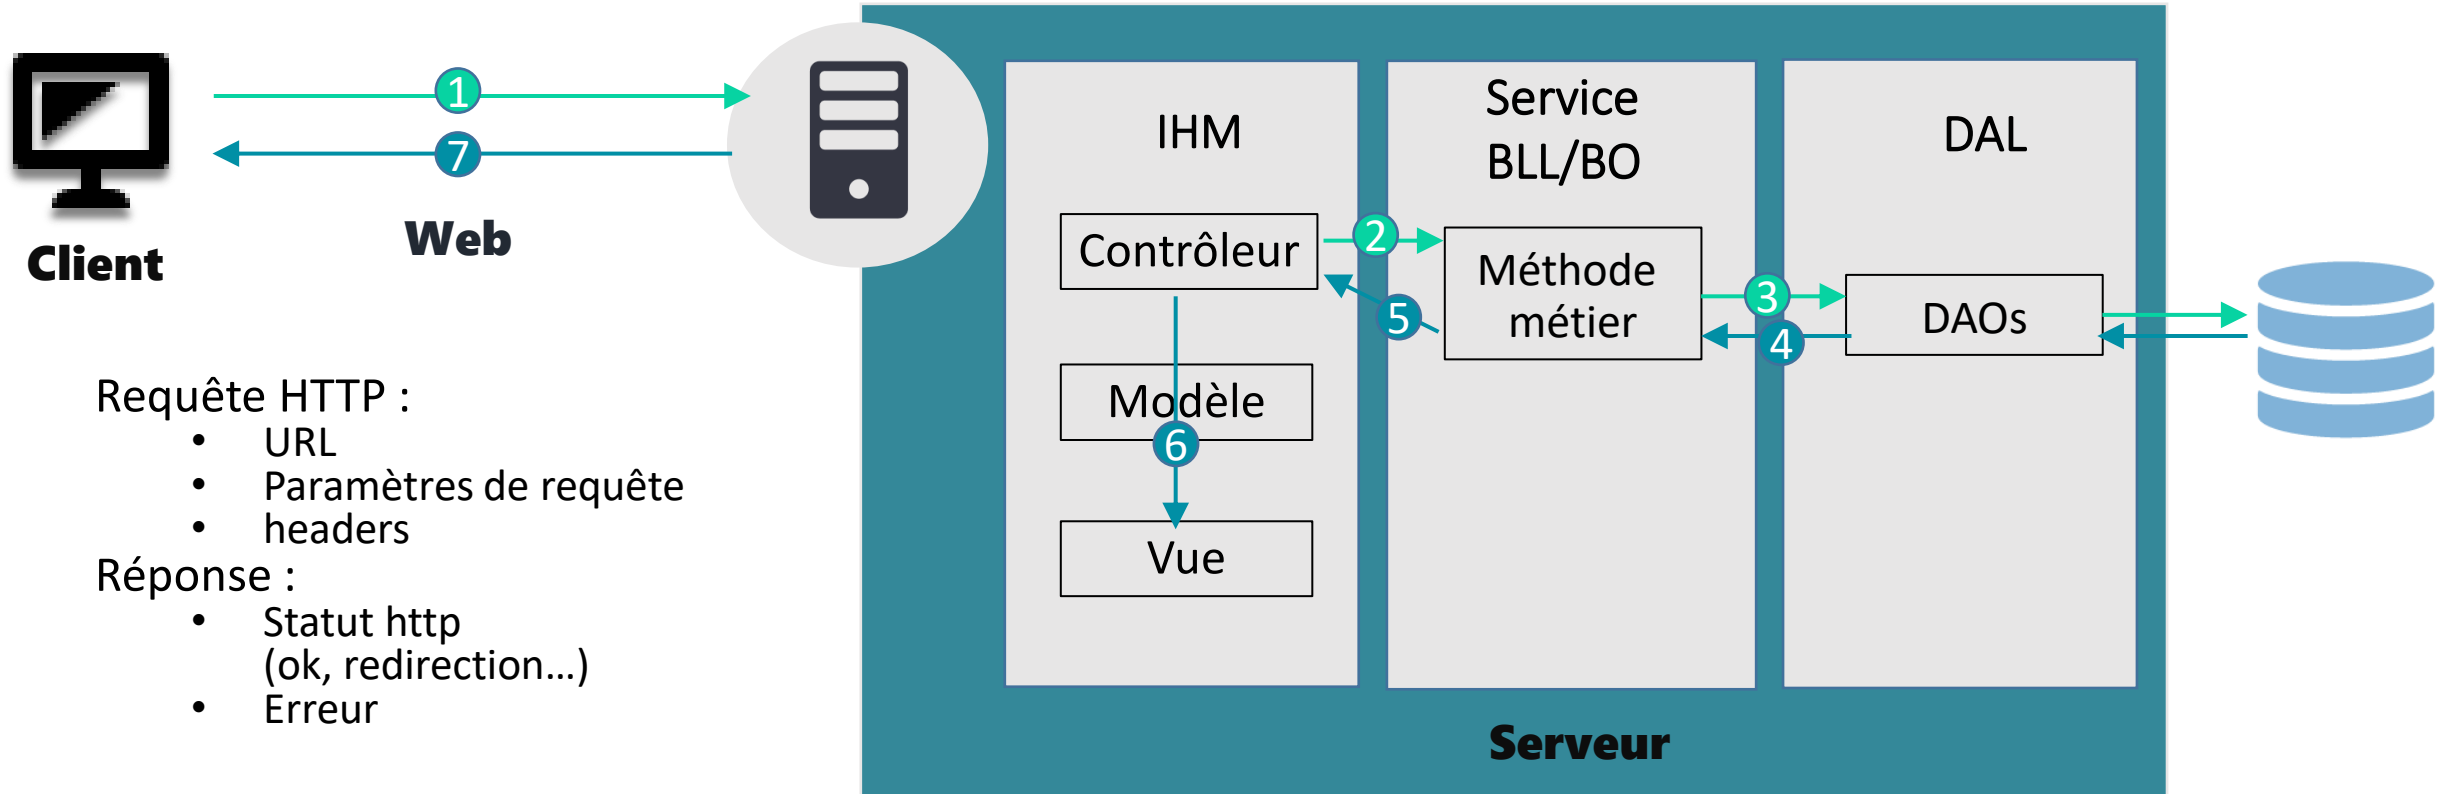 1
7
Web
Client
Requête HTTP :
• URL
• Paramètres de requête
• headers
Réponse :
• Statut http
(ok, redirection...)
• Erreur
IHM
Contrôleur
Modèle
6
Vue
2
5
Service
BLL/BO
Méthode
métier
3
4
DAL
DAOs
Serveur